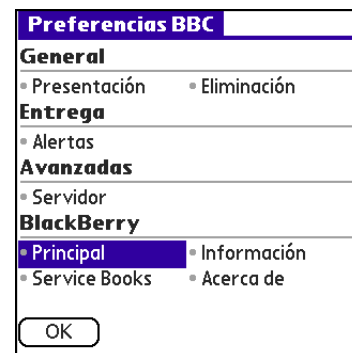 Preferencias BBC
General
• Presentación • Eliminación
Entrega
• Alertas
Avanzadas
• Servidor
BlackBerry
• Principal • Información
• Service Books • Acerca de
OK